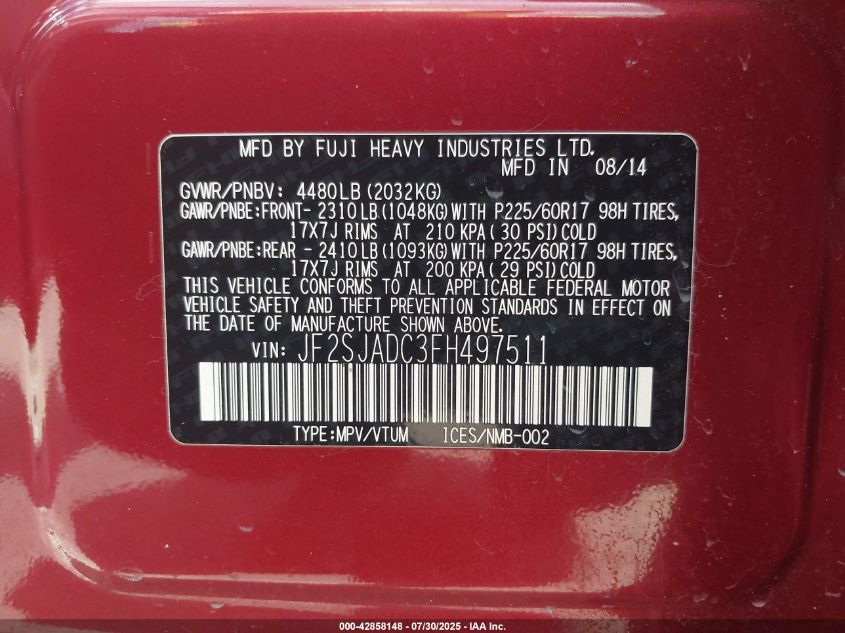 MFD BY FUJI HEAVY INDUSTRIES LTD.
MFD IN 08/14
GVWR/PNBV: 4480LB (2032KG)
GAWR/PNBE:FRONT- 2310 LB (1048KG) WITH P225/60R17 98H TIRES,
17X7J RIMS AT 210 KPA ( 30 PSI) COLD
GAWR/PNBE:REAR - 2410 LB (1093KG) WITH P225/60R17 98H TIRES,
17X7J RIMS AT 200 KPA ( 29 PSI) COLD
THIS VEHICLE CONFORMS TO ALL APPLICABLE FEDERAL MOTOR
VEHICLE SAFETY AND THEFT PREVENTION STANDARDS IN EFFECT ON
THE DATE OF MANUFACTURE SHOWN ABOVE.
VIN: JF2SJADC3FH497511
TYPE:MPV/VTUM ICES/NMB-002
000-42858148 - 07/30/2025 - IAA Inc.